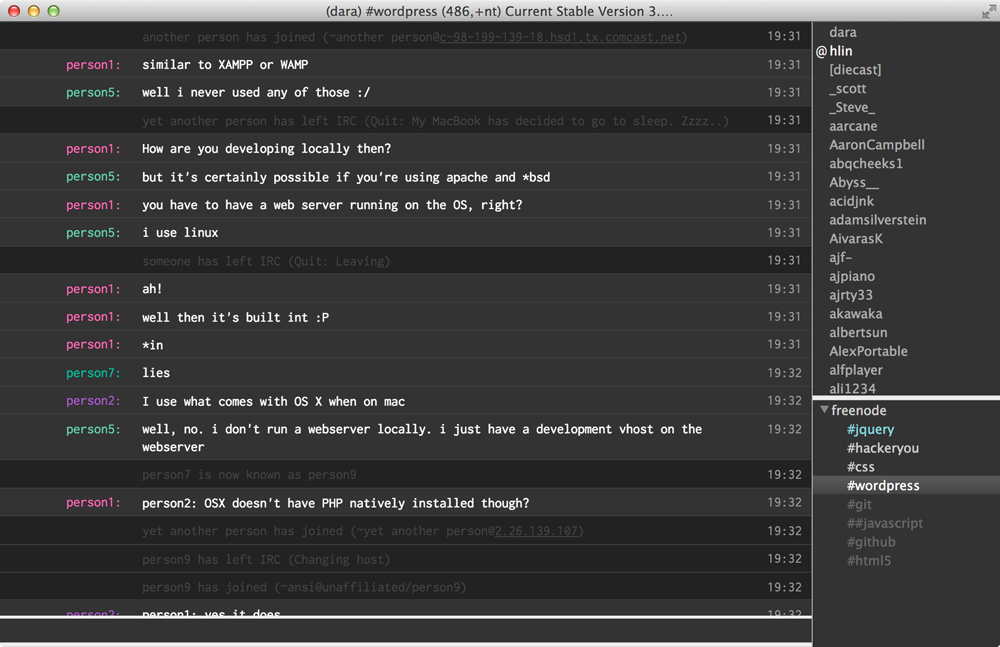 (dara) #wordpress (486,+nt) Current Stable Version 3....
another person has joined (~another person@c-98-199-139-18.hsd1.tx.comcast.net) 19:31
person1: similar to XAMPP or WAMP 19:31
person5: well i never used any of those :/ 19:31
yet another person has left IRC (Quit: My MacBook has decided to go to sleep. Zzzz..) 19:31
person1: How are you developing locally then? 19:31
person5: but it's certainly possible if you're using apache and *bsd 19:31
person1: you have to have a web server running on the OS, right? 19:31
person5: i use linux 19:31
someone has left IRC (Quit: Leaving) 19:31
person1: ah! 19:31
person1: well then it's built int :P 19:31
person1: *in 19:31
person7: lies 19:32
person2: I use what comes with OS X when on mac 19:32
person5: well, no. i don't run a webserver locally. i just have a development vhost on the 19:32
webserver
person7 is now known as person9 19:32
person1: person2: OSX doesn't have PHP natively installed though? 19:32
yet another person has joined (~yet another person@2.26.139.107) 19:32
person9 has left IRC (Changing host) 19:32
person9 has joined (~ansi@unaffiliated/person9) 19:32
person2: person1: yes it does 19:32
dara
@hlin
[diecast]
_scott
_Steve_
aarcane
AaronCampbell
abqcheeks1
Abyss__
acidjnk
adamsilverstein
AivarasK
ajf-
ajpiano
ajrty33
akawaka
albertsun
AlexPortable
alfplayer
ali1234
freenode
#jquery
#hackeryou
#css
#wordpress
#git
##javascript
#github
#html5